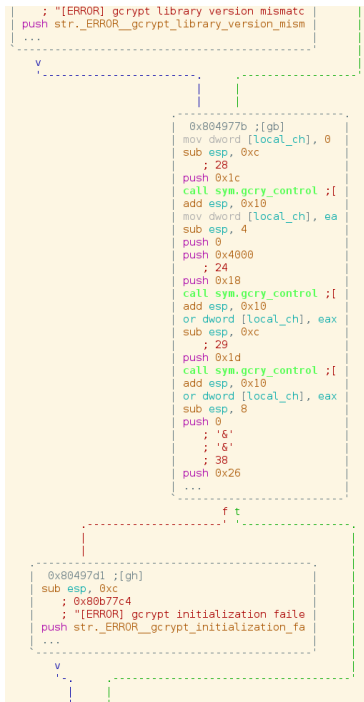 ; "[ERROR] gcrypt library version mismatc
push str._ERROR__gcrypt_library_version_mism
...
v
0x804977b ;[gb]
mov dword [local_ch], 0
sub esp, 0xc
; 28
push 0x1c
call sym.gcry_control ;[
add esp, 0x10
mov dword [local_ch], ea
sub esp, 4
push 0
push 0x4000
; 24
push 0x18
call sym.gcry_control ;[
add esp, 0x10
or dword [local_ch], eax
sub esp, 0xc
; 29
push 0x1d
call sym.gcry_control ;[
add esp, 0x10
or dword [local_ch], eax
sub esp, 8
push 0
; '&'
; '&'
; 38
push 0x26
...
f t
0x80497d1 ;[gh]
sub esp, 0xc
; 0x80b77c4
; "[ERROR] gcrypt initialization faile
push str._ERROR__gcrypt_initialization_fa
...
v